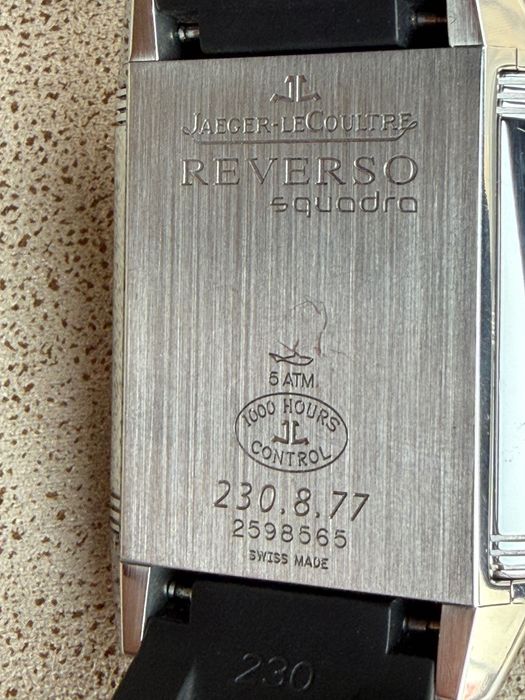 JAEGER-LECOULTRE
REVERSO
squadra
5 ATM
1000 HOURS
CONTROL
230.8.77
2598565
SWISS MADE
230